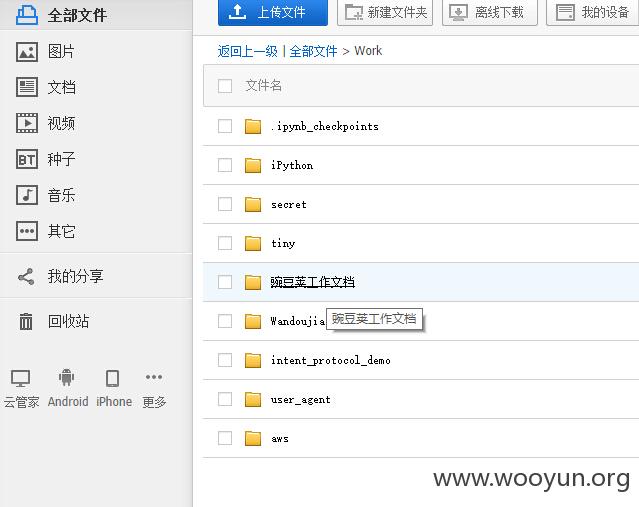 全部文件
图片
文档
视频
BT 种子
音乐
其它
我的分享
回收站
云管家 Android iPhone 更多
上传文件 新建文件夹 离线下载 我的设备
返回上一级 | 全部文件 > Work
文件名
.ipynb_checkpoints
iPython
secret
tiny
豌豆荚工作文档
Wandoujia
豌豆荚工作文档
intent_protocol_demo
user_agent
aws
www.wooyun.org